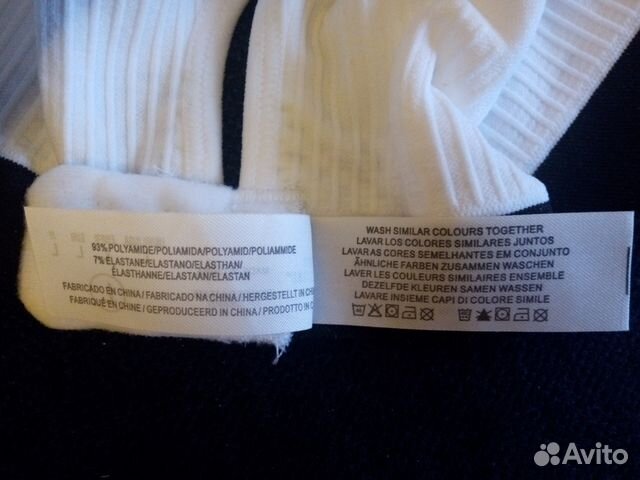 93% POLYAMIDE/POLIAMIDA/POLYAMID/POLIAMMIDE
7% ÉLASTANE/ELASTANO/ELASTHAN/
ÉLASTHANNE/ELASTAAN/ELASTAN
FABRICADO EN CHINA / FABRICADO NA CHINA / HERGESTELLT IN CHI
FABRIQUÉ EN CHINE / GEPRODUCEERD IN CHINA / PRODOTTO IN C
WASH SIMILAR COLOURS TOGETHER
LAVAR LOS COLORES SIMILARES JUNTOS
LAVAR AS CORES SEMELHANTES EM CONJUNTO
ÄHNLICHE FARBEN ZUSAMMEN WASCHEN
LAVER LES COULEURS SIMILAIRES ENSEMBLE
DEZELFDE KLEUREN SAMEN WASSEN
LAVARE INSIEME CAPI DI COLORE SIMILE
Avito